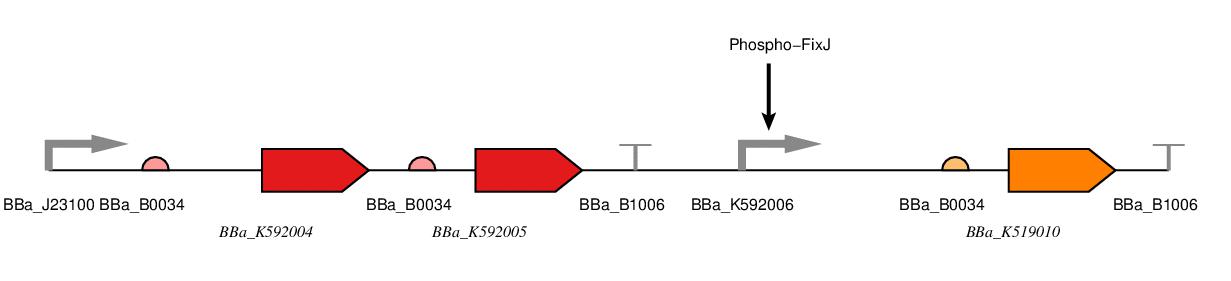 Phospho−FixJ
BBa_J23100 BBa_B0034 BBa_B0034 BBa_B1006 BBa_K592006 BBa_B0034 BBa_B1006
BBa_K592004 BBa_K592005 BBa_K519010